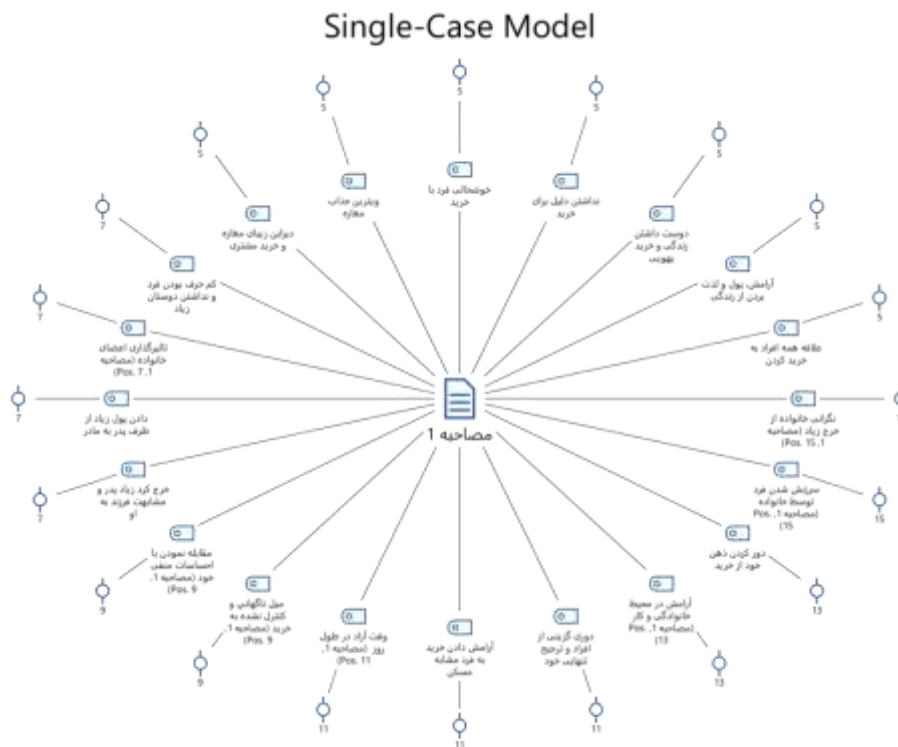 Single-Case Model
5
5
5
5
5
5
5
5
7
7
7
7
9
9
11
11
11
13
13
15
خوشحالی فرد با
خرید
نداشتن دلیل برای
خرید
دوست داشتن
زندگی و خرید
یهویی
آرامش، پول و لذت
بردن از زندگی
علاقه همه افراد به
خرید کردن
نگرانی خانواده از
خرج زیاد (مصاحبه
1, Pos. 15)
سرزنش شدن فرد
توسط خانواده
(مصاحبه 1, Pos.
15)
دور کردن ذهن
خود از خرید
آرامش در محیط
خانوادگی و کار
(مصاحبه 1, Pos.
13)
دوری گزینی از
افراد و ترجیح
تنهایی خود
آرامش دادن خرید
به فرد مشابه
مسکن
وقت آزاد در طول
روز (مصاحبه 1,
Pos. 11)
میل ناگهانی و
کنترل نشده به
خرید (مصاحبه 1,
Pos. 9)
مقابله نمودن با
احساسات منفی
خود (مصاحبه 1,
Pos. 9)
خرج کرد زیاد پدر و
مشابهت فرزند به
او
دادن پول زیاد از
طرف پدر به مادر
تاثیرگذاری اعضای
خانواده (مصاحبه
1, Pos. 7)
کم حرف بودن فرد
و نداشتن دوستان
زیاد
دیزاین زیبای مغازه
و خرید مشتری
ویترین جذاب
مغازه
مصاحبه 1